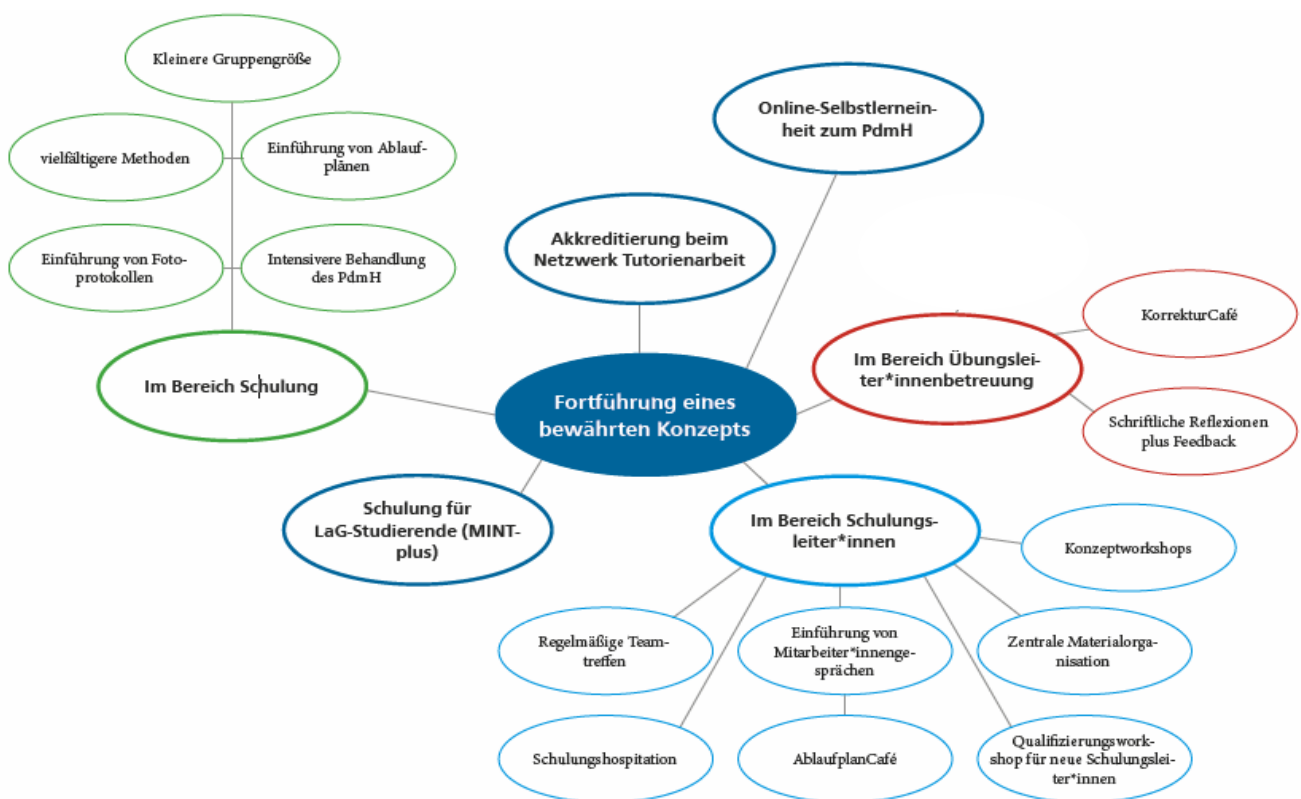 Kleinere Gruppengröße
vielfältigere Methoden
Einführung von Ablauf-
plänen
Einführung von Foto-
protokollen
Intensivere Behandlung
des PdmH
Im Bereich Schulung
Online-Selbstlernein-
heit zum PdmH
Akkreditierung beim
Netzwerk Tutorienarbeit
Fortführung eines
bewährten Konzepts
Im Bereich Übungslei-
ter*innenbetreuung
KorrekturCafé
Schriftliche Reflexionen
plus Feedback
Schulung für
LaG-Studierende (MINT-
plus)
Im Bereich Schulungs-
leiter*innen
Konzeptworkshops
Regelmäßige Team-
treffen
Einführung von
Mitarbeiter*innenge-
sprächen
Zentrale Materialorga-
nisation
Schulungshospitation
AblaufplanCafé
Qualifizierungswork-
shop für neue Schulungslei-
ter*innen